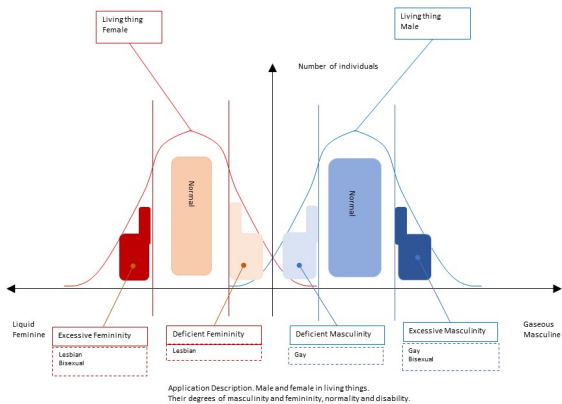 Living thing
Female
Living thing
Male
Number of individuals
Normal
Normal
Liquid
Feminine
Gaseous
Masculine
Excessive Femininity
Lesbian
Bisexual
Deficient Femininity
Lesbian
Deficient Masculinity
Gay
Excessive Masculinity
Gay
Bisexual
Application Description. Male and female in living things.
Their degrees of masculinity and femininity, normality and disability.